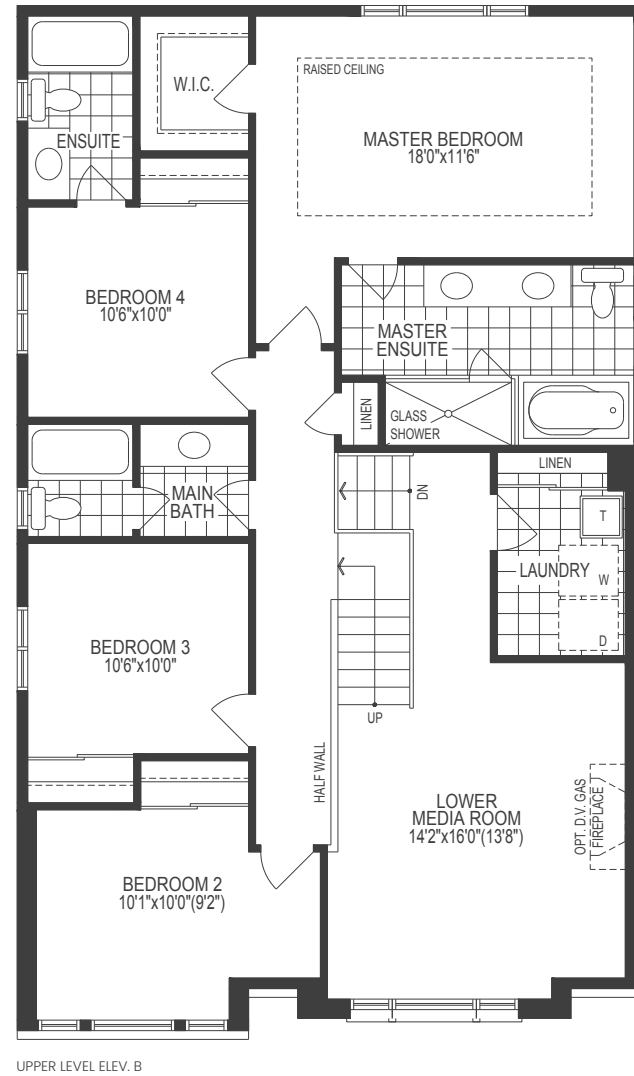 W.I.C.
RAISED CEILING
ENSUITE
MASTER BEDROOM
18'0"x11'6"
BEDROOM 4
10'6"x10'0"
MASTER
ENSUITE
LINEN
GLASS
SHOWER
MAIN
BATH
DN
LINEN
T
LAUNDRY
W
D
BEDROOM 3
10'6"x10'0"
UP
HALF WALL
LOWER
MEDIA ROOM
14'2"x16'0"(13'8")
OPT. D.V. GAS
FIREPLACE
BEDROOM 2
10'1"x10'0"(9'2")
UPPER LEVEL ELEV. B